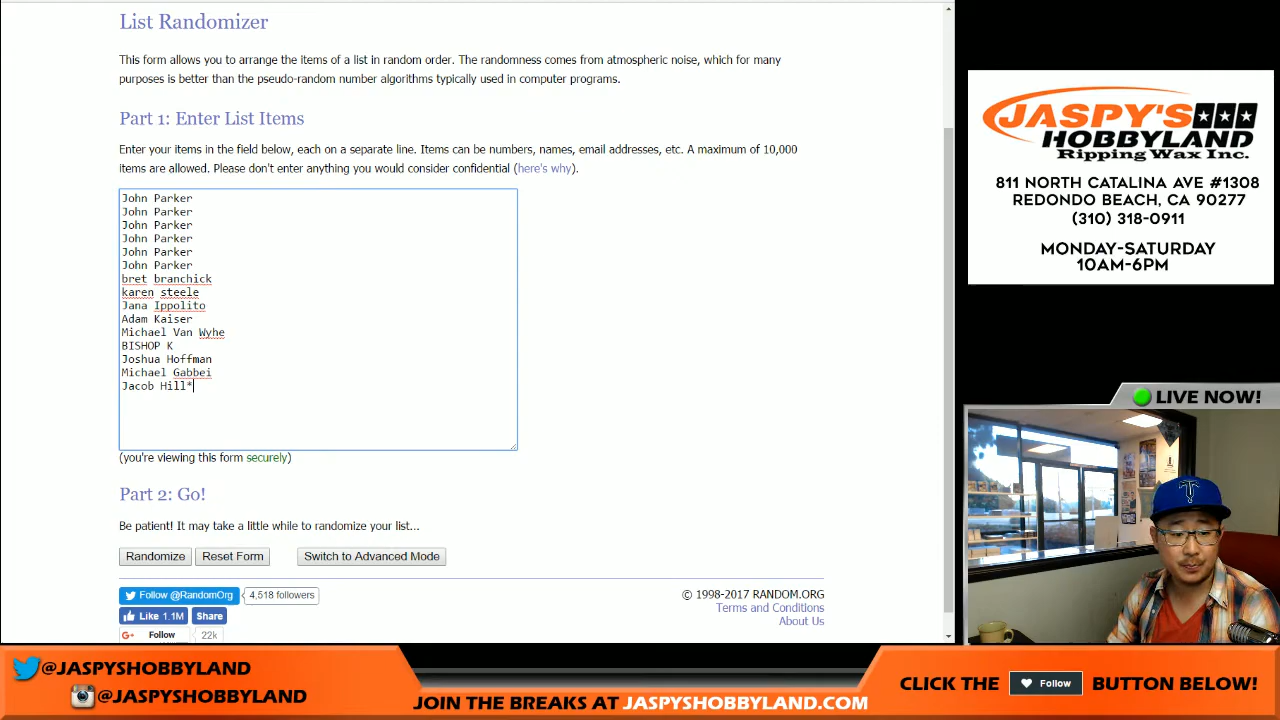 List Randomizer
This form allows you to arrange the items of a list in random order. The randomness comes from atmospheric noise, which for many
purposes is better than the pseudo-random number algorithms typically used in computer programs.
Part 1: Enter List Items
Enter your items in the field below, each on a separate line. Items can be numbers, names, email addresses, etc. A maximum of 10,000
items are allowed. Please don't enter anything you would consider confidential (here's why).
John Parker
John Parker
John Parker
John Parker
John Parker
John Parker
bret branchick
karen steele
Jana Ippolito
Adam Kaiser
Michael Van Wyhe
BISHOP K
Joshua Hoffman
Michael Gabbei
Jacob Hill*
(you're viewing this form securely)
Part 2: Go!
Be patient! It may take a little while to randomize your list...
Randomize Reset Form Switch to Advanced Mode
Follow @RandomOrg 4,518 followers
Like 1.1M Share
G+ Follow 22k
© 1998-2017 RANDOM.ORG
Terms and Conditions
About Us
JASPY'S
HOBBYLAND
Ripping Wax Inc.
811 NORTH CATALINA AVE #1308
REDONDO BEACH, CA 90277
(310) 318-0911
MONDAY-SATURDAY
10AM-6PM
LIVE NOW!
@JASPYSHOBBYLAND
@JASPYSHOBBYLAND
JOIN THE BREAKS AT JASPYSHOBBYLAND.COM
CLICK THE Follow BUTTON BELOW!